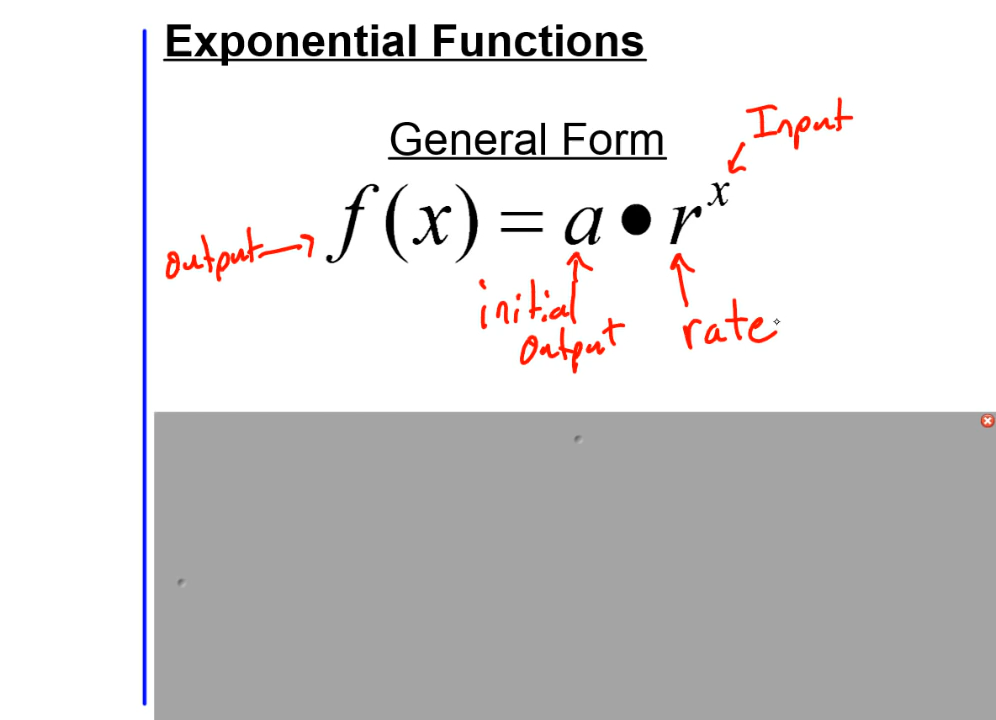 Exponential Functions
Input
General Form
f(x) = a • r^x
output
initial
output
rate